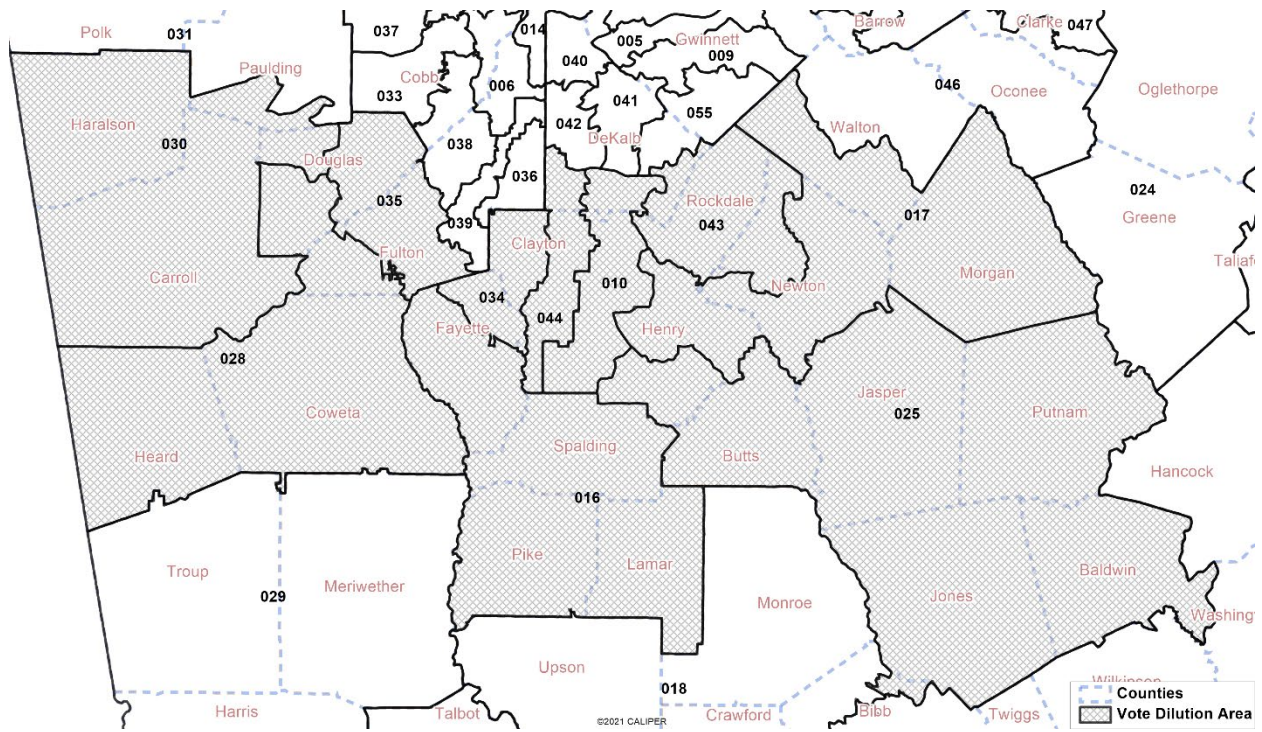 Polk
031
037
014
005
Barrow
Clarke
047
Gwinnett
Paulding
040
009
Cobb
033
006
041
055
046
Oconee
Oglethorpe
Haralson
030
042
DeKalb
Walton
Douglas
038
036
024
Greene
035
Rockdale
043
017
039
Clayton
Fulton
Taliaf
Carroll
Morgan
010
Newton
034
044
Fayette
Henry
028
Jasper
025
Putnam
Coweta
Spalding
Butts
Heard
Hancock
016
Pike
Lamar
Troup
Meriwether
029
Monroe
Jones
Baldwin
Washingt
Upson
018
Wilkinson
Harris
Talbot
©2021 CALIPER
Crawford
Bibb
Twiggs
Counties
Vote Dilution Area